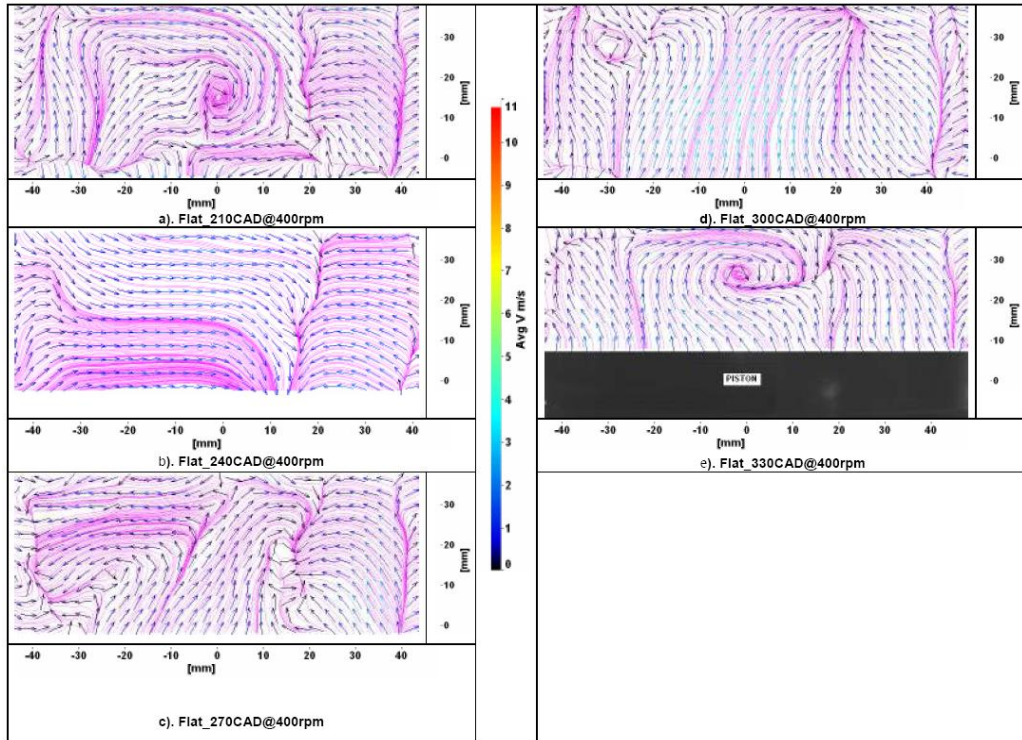 30
20
10
0
[mm]
-40 -30 -20 -10 0 10 20 30 40
[mm]
a). Flat_210CAD@400rpm
30
20
10
0
[mm]
-40 -30 -20 -10 0 10 20 30 40
[mm]
b). Flat_240CAD@400rpm
30
20
10
0
[mm]
-40 -30 -20 -10 0 10 20 30 40
[mm]
c). Flat_270CAD@400rpm
11
10
9
8
7
6
5
4
3
2
1
0
Avg V m/s
30
20
10
0
[mm]
-40 -30 -20 -10 0 10 20 30 40
[mm]
d). Flat_300CAD@400rpm
30
20
10
0
[mm]
PISTON
-40 -30 -20 -10 0 10 20 30 40
[mm]
e). Flat_330CAD@400rpm